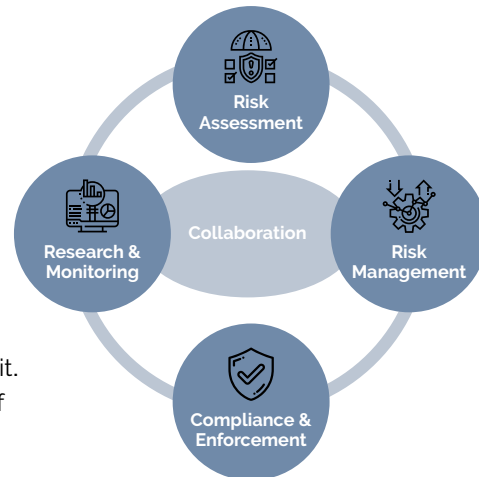 Risk
Assessment
Research &
Monitoring
Collaboration
Risk
Management
it.
f
Compliance &
Enforcement